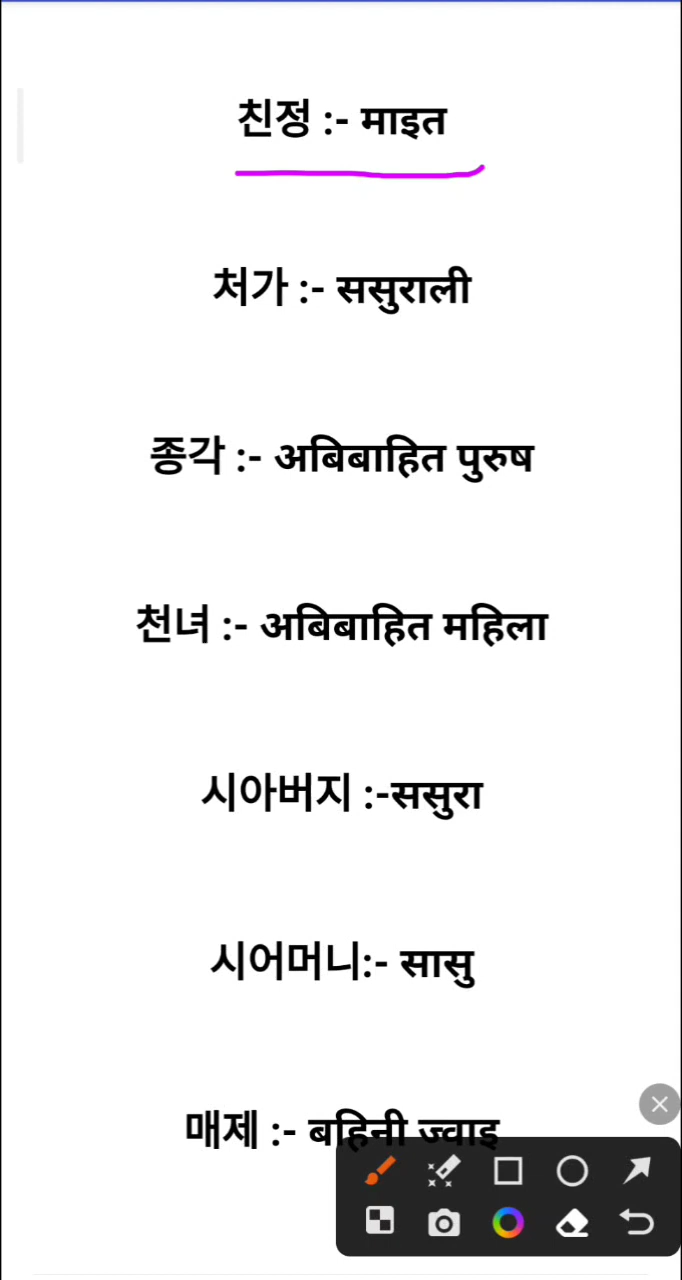 친정 :- माइत
처가 :- ससुराली
종각 :- अबिबाहित पुरुष
천녀 :- अबिबाहित महिला
시아버지 :-ससुरा
시어머니:- सासु
매제 :- बहिनी ज्वाइ